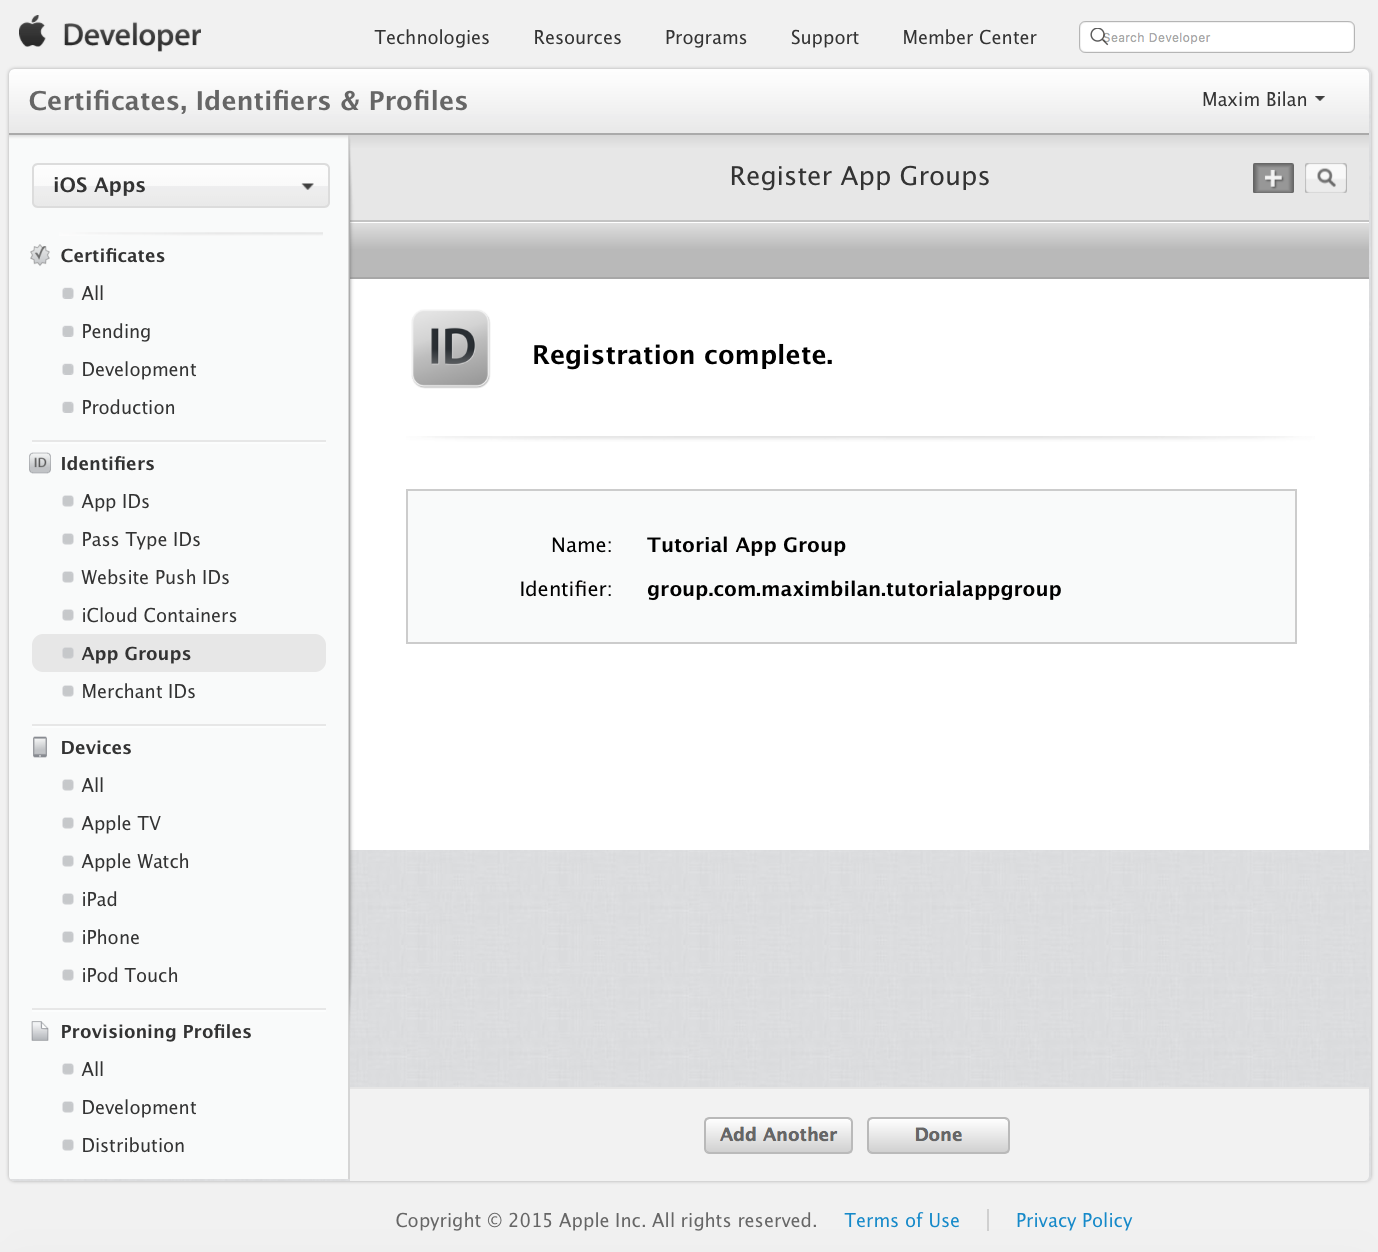 Developer
Technologies Resources Programs Support Member Center Search Developer
Certificates, Identifiers & Profiles Maxim Bilan
iOS Apps
Register App Groups
Certificates
All
Pending
Development
Production
ID Identifiers
App IDs
Pass Type IDs
Website Push IDs
iCloud Containers
App Groups
Merchant IDs
Devices
All
Apple TV
Apple Watch
iPad
iPhone
iPod Touch
Provisioning Profiles
All
Development
Distribution
ID Registration complete.
Name: Tutorial App Group
Identifier: group.com.maximbilan.tutorialappgroup
Add Another Done
Copyright © 2015 Apple Inc. All rights reserved. Terms of Use Privacy Policy